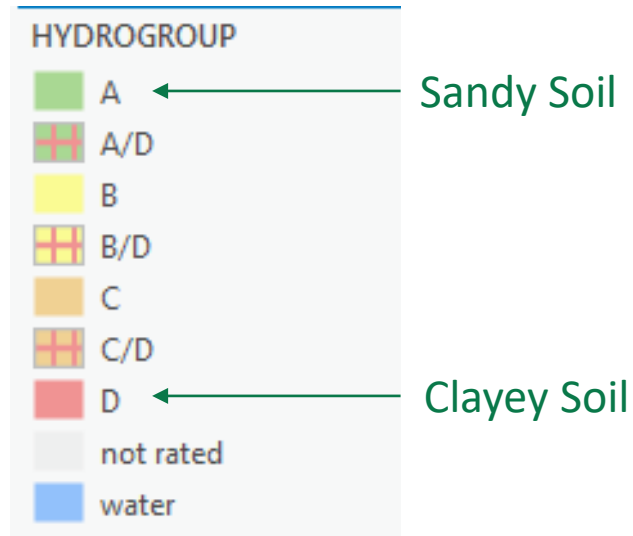 HYDROGROUP
A
Sandy Soil
A/D
B
B/D
C
C/D
D
Clayey Soil
not rated
water